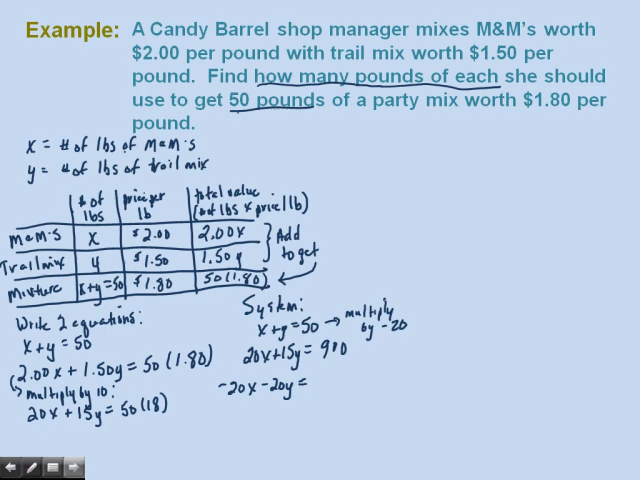 Example: A Candy Barrel shop manager mixes M&M's worth
$2.00 per pound with trail mix worth $1.50 per
pound. Find how many pounds of each she should
use to get 50 pounds of a party mix worth $1.80 per
pound.
x = # of lbs of M&M's
y = # of lbs of trail mix
# of lbs | price per lb | total value (# of lbs x price/lb)
M&M's | x | $2.00 | 2.00x
Trail mix | y | $1.50 | 1.50y
Mixture | x+y=50 | $1.80 | 50(1.80)
} Add to get
Write 2 equations:
x+y=50
2.00x + 1.50y = 50(1.80)
multiply by 10:
20x + 15y = 50(18)
System:
x+y=50 → multiply by -20
20x+15y = 900
-20x-20y =